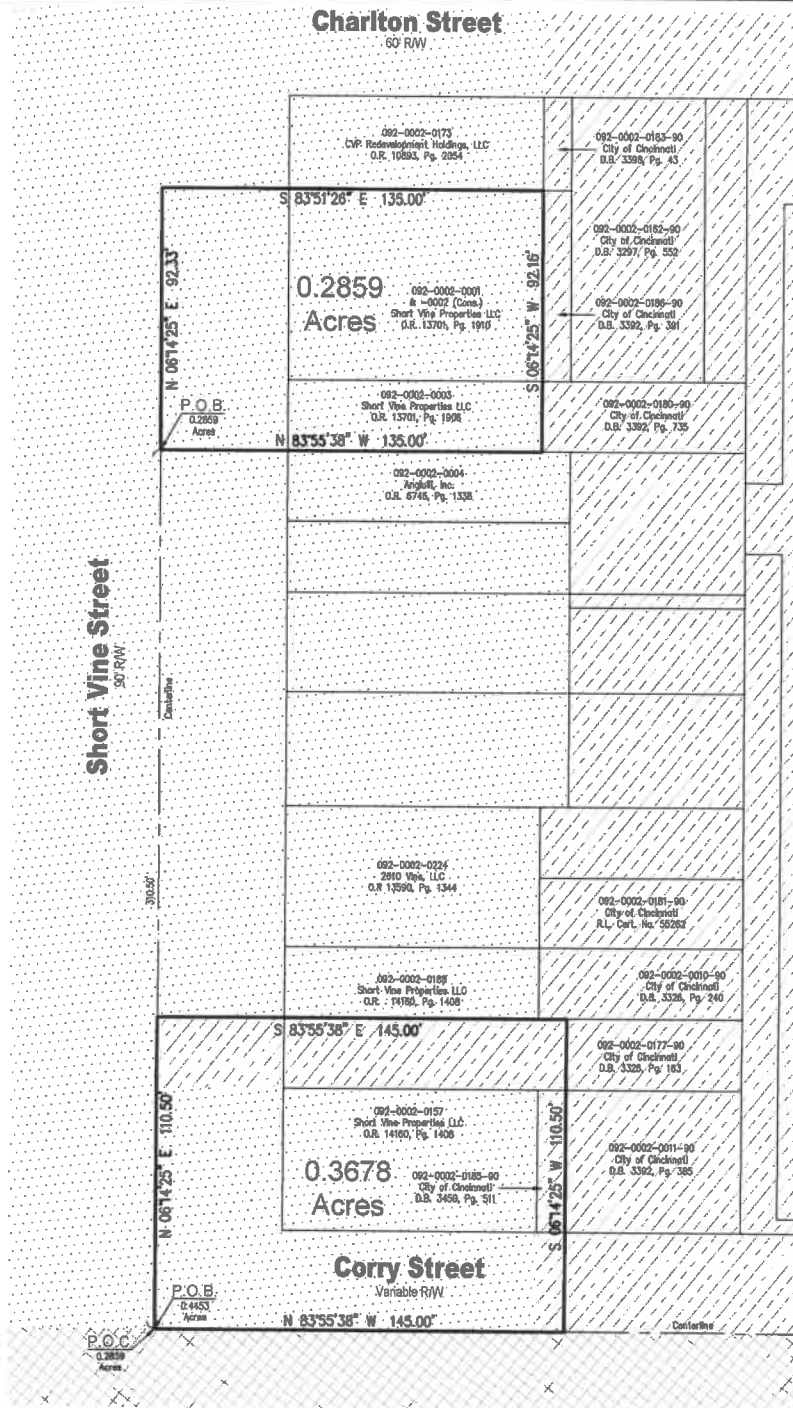 Charlton Street
60' R/W
092-0002-0173
CVP Redevelopment Holdings, LLC
O.R. 10893, Pg. 2054
092-0002-0183-90
City of Cincinnati
D.B. 3398, Pg. 43
S 83°51'26" E 135.00'
092-0002-0162-90
City of Cincinnati
D.B. 3297, Pg. 552
N 06°14'25" E 92.33'
0.2859
Acres
092-0002-0001
& -0002 (Cons.)
Short Vine Properties LLC
O.R. 13701, Pg. 1910
S 06°14'25" W 92.16'
092-0002-0186-90
City of Cincinnati
D.B. 3392, Pg. 391
P.O.B.
0.2859
Acres
092-0002-0003
Short Vine Properties LLC
O.R. 13701, Pg. 1908
092-0002-0180-90
City of Cincinnati
D.B. 3392, Pg. 735
N 83°55'38" W 135.00'
092-0002-0004
Inc.
O.R. 6745, Pg. 1338
Short Vine Street
90' R/W
Centerline
310.50'
092-0002-0224
2610 Vine, LLC
O.R 13590, Pg. 1344
092-0002-0181-90
City of Cincinnati
R.L. Cert. No. 55262
092-0002-0188
Short Vine Properties LLC
O.R. : 14160, Pg. 1408
092-0002-0010-90
City of Cincinnati
D.B. 3326, Pg. 240
S 83°55'38" E 145.00'
092-0002-0177-90
City of Cincinnati
D.B. 3326, Pg. 163
N 06°14'25" E 110.50'
092-0002-0157
Short Vine Properties LLC
O.R. 14160, Pg. 1408
0.3678
Acres
092-0002-0185-90
City of Cincinnati
D.B. 3459, Pg. 511
S 06°14'25" W 110.50'
092-0002-0011-90
City of Cincinnati
D.B. 3392, Pg. 385
Corry Street
Variable R/W
P.O.B.
0.4453
Acres
N 83°55'38" W 145.00'
Centerline
P.O.C.
0.2859
Acres